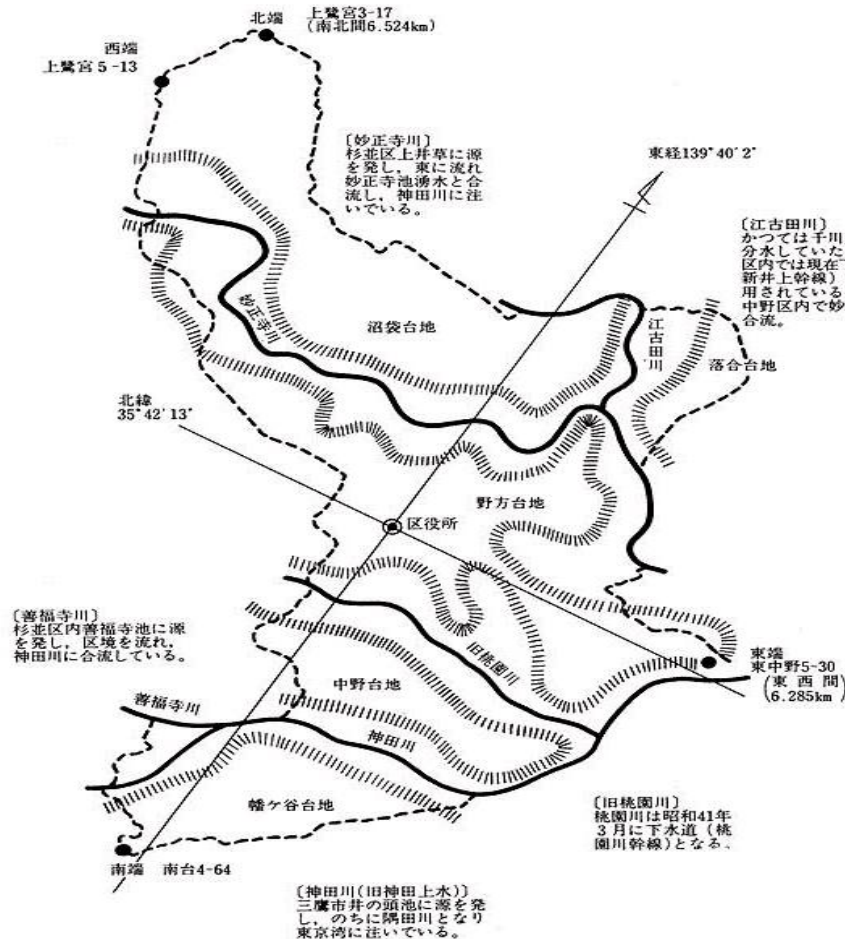 北端
上鷺宮3-17
(南北間6.524km)
西端
上鷺宮5-13
〔妙正寺川〕
杉並区上井草に源
を発し，東に流れ
妙正寺池湧水と合
流し，神田川に注
いでいる。
東経139°40′2″
〔江古田川〕
かつては千川
分水していた
区内では現在
新井上幹線)
用されている
中野区内で妙
合流。
妙正寺川
沼袋台地
江古田川
落合台地
北緯
35°42′13″
野方台地
区役所
〔善福寺川〕
杉並区内善福寺池に源
を発し，区境を流れ，
神田川に合流している。
旧桃園川
東端
東中野5-30
(東西間
6.285km)
中野台地
善福寺川
神田川
幡ケ谷台地
〔旧桃園川〕
桃園川は昭和41年
3月に下水道（桃
園川幹線）となる、
南端 南台4-64
〔神田川(旧神田上水)〕
三鷹市井の頭池に源を発
し，のちに隅田川となり
東京湾に注いでいる。